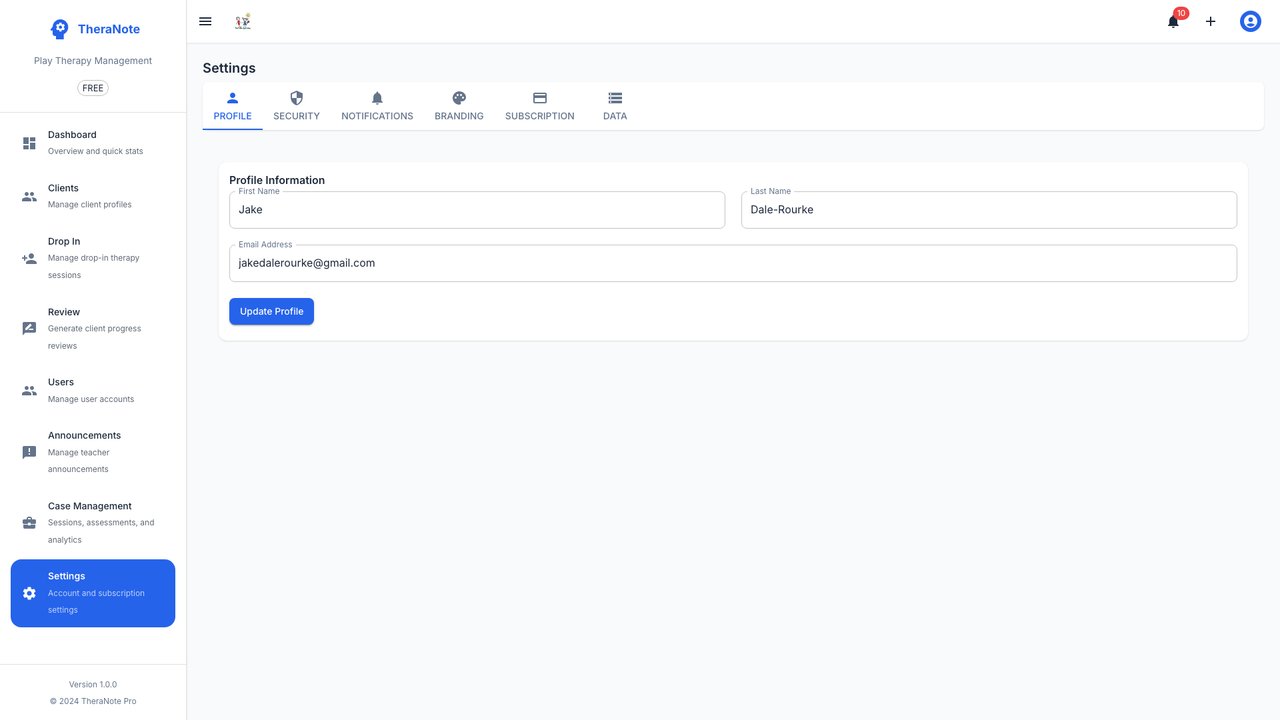 TheraNote
Play Therapy Management
FREE
Dashboard
Overview and quick stats
Clients
Manage client profiles
Drop In
Manage drop-in therapy
sessions
Review
Generate client progress
reviews
Users
Manage user accounts
Announcements
Manage teacher
announcements
Case Management
Sessions, assessments, and
analytics
Settings
Account and subscription
settings
Version 1.0.0
© 2024 TheraNote Pro
10
Settings
PROFILE
SECURITY
NOTIFICATIONS
BRANDING
SUBSCRIPTION
DATA
Profile Information
First Name
Jake
Last Name
Dale-Rourke
Email Address
jakedalerourke@gmail.com
Update Profile